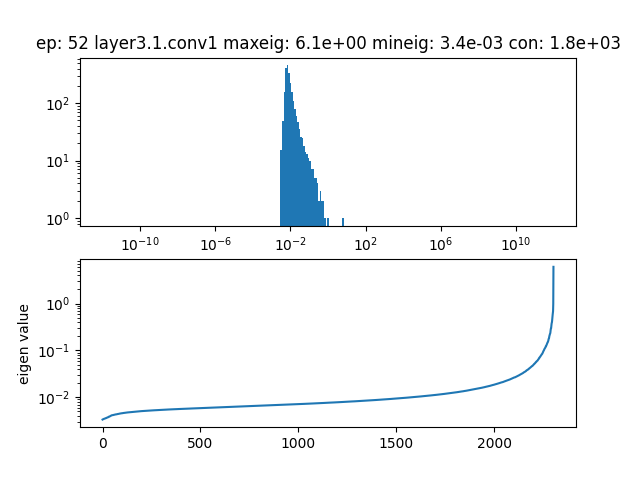 ep: 52 layer3.1.conv1 maxeig: 6.1e+00 mineig: 3.4e-03 con: 1.8e+03
10²
10¹
10⁰
10⁻¹⁰ 10⁻⁶ 10⁻² 10² 10⁶ 10¹⁰
eigen value
10⁰
10⁻¹
10⁻²
0 500 1000 1500 2000